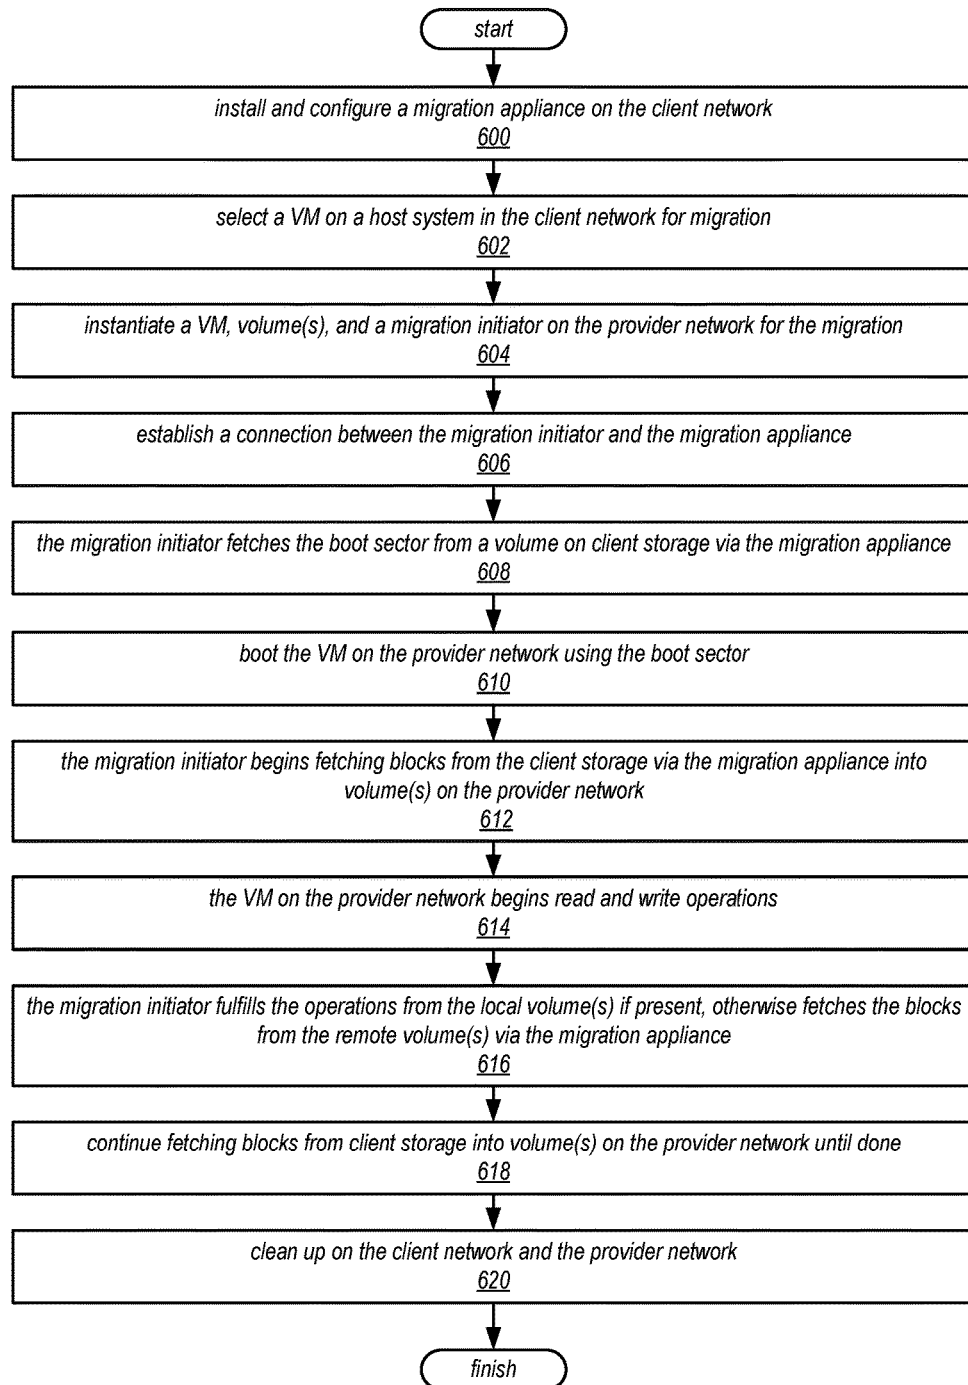 start
install and configure a migration appliance on the client network
600
select a VM on a host system in the client network for migration
602
instantiate a VM, volume(s), and a migration initiator on the provider network for the migration
604
establish a connection between the migration initiator and the migration appliance
606
the migration initiator fetches the boot sector from a volume on client storage via the migration appliance
608
boot the VM on the provider network using the boot sector
610
the migration initiator begins fetching blocks from the client storage via the migration appliance into
volume(s) on the provider network
612
the VM on the provider network begins read and write operations
614
the migration initiator fulfills the operations from the local volume(s) if present, otherwise fetches the blocks
from the remote volume(s) via the migration appliance
616
continue fetching blocks from client storage into volume(s) on the provider network until done
618
clean up on the client network and the provider network
620
finish